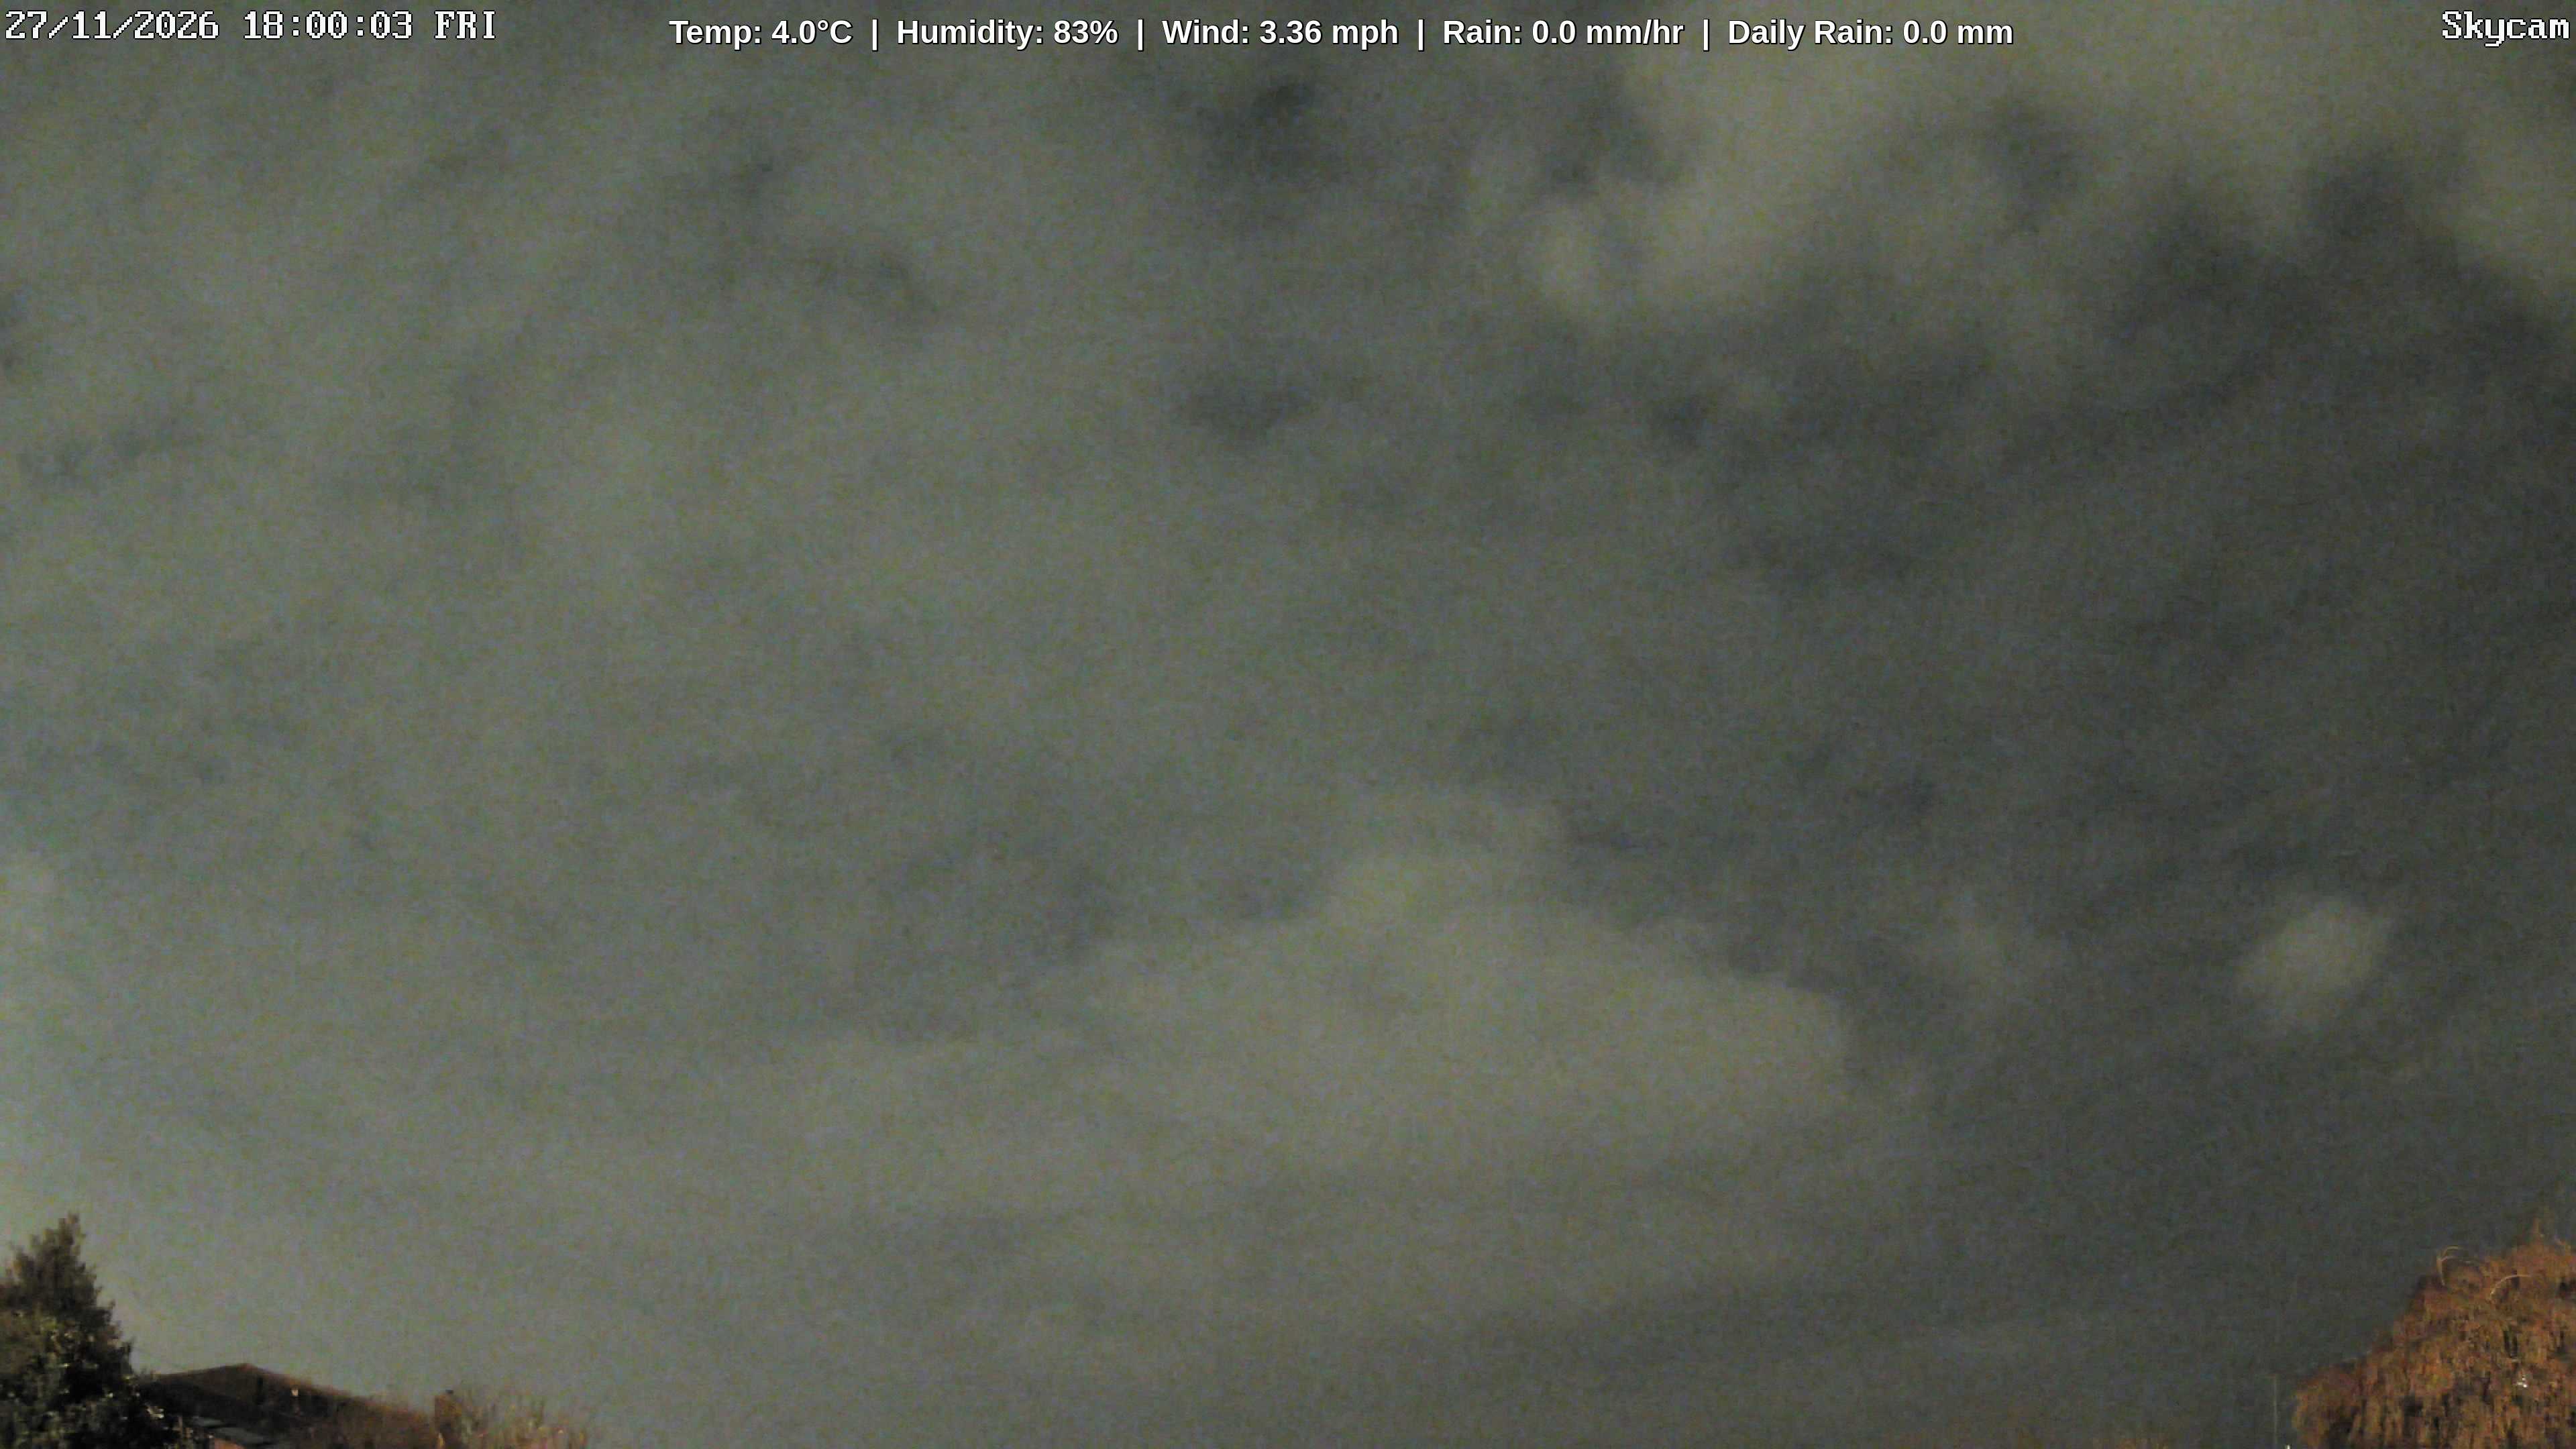 27/11/2026 18:00:03 FRI
Temp: 4.0°C | Humidity: 83% | Wind: 3.36 mph | Rain: 0.0 mm/hr | Daily Rain: 0.0 mm
Skycam